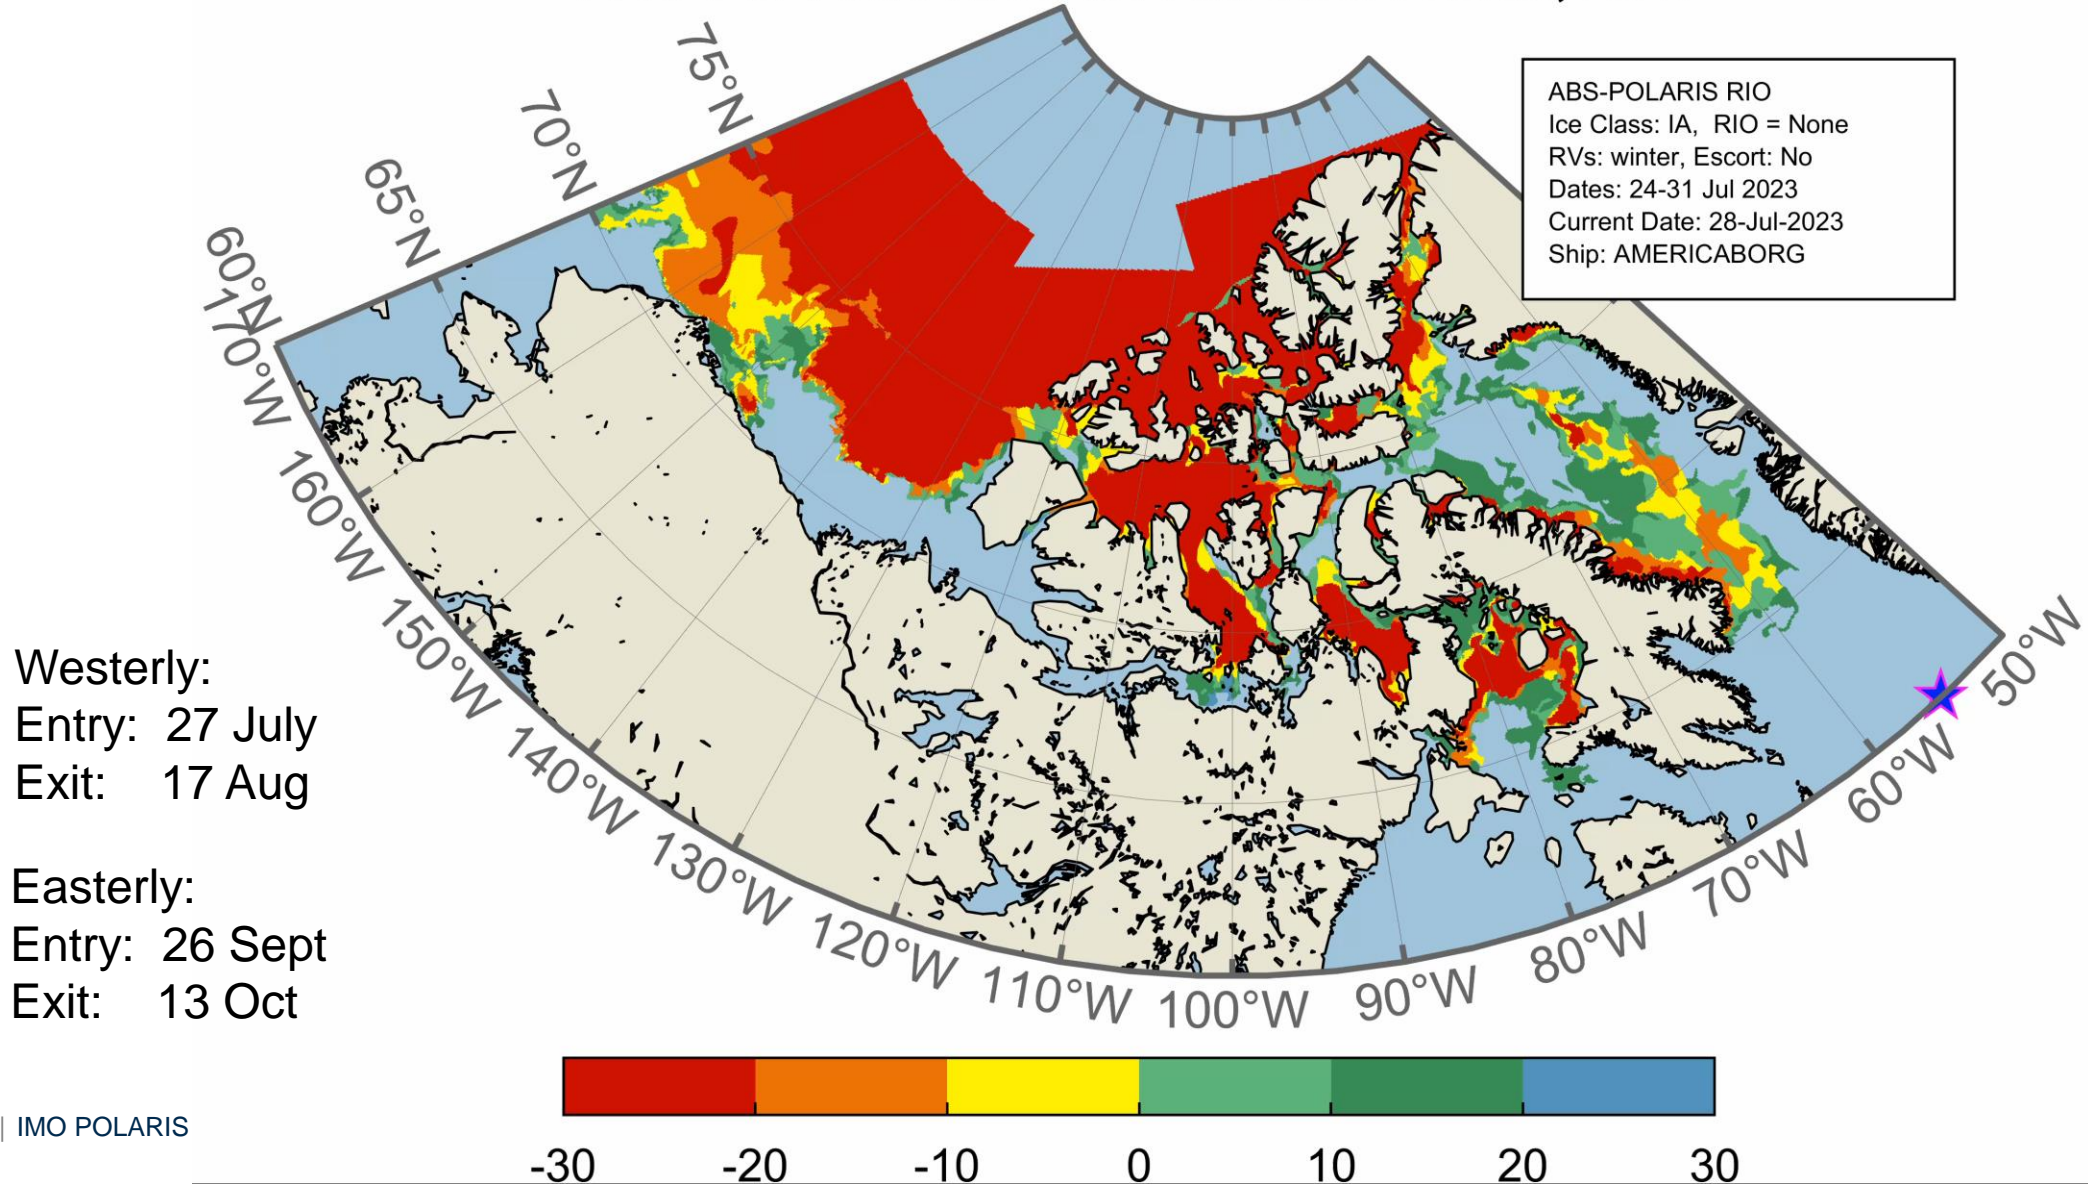 75°N
70°N
65°N
60°N
170°W
160°W
150°W
140°W
130°W
120°W
110°W
100°W
90°W
80°W
70°W
60°W
50°W
ABS-POLARIS RIO
Ice Class: IA, RIO = None
RVs: winter, Escort: No
Dates: 24-31 Jul 2023
Current Date: 28-Jul-2023
Ship: AMERICABORG
Westerly:
Entry: 27 July
Exit: 17 Aug
Easterly:
Entry: 26 Sept
Exit: 13 Oct
| IMO POLARIS
-30 -20 -10 0 10 20 30